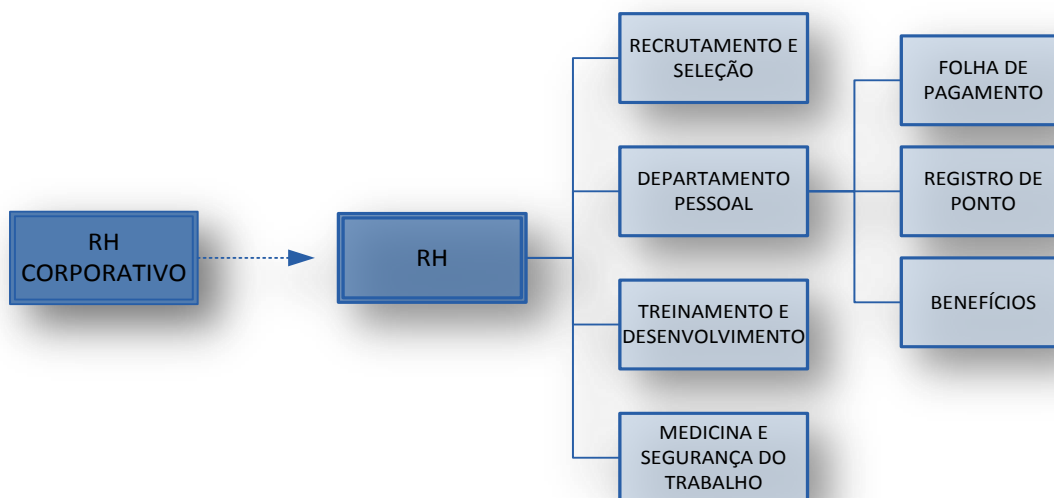 RH
CORPORATIVO
RH
RECRUTAMENTO E
SELEÇÃO
DEPARTAMENTO
PESSOAL
TREINAMENTO E
DESENVOLVIMENTO
MEDICINA E
SEGURANÇA DO
TRABALHO
FOLHA DE
PAGAMENTO
REGISTRO DE
PONTO
BENEFÍCIOS